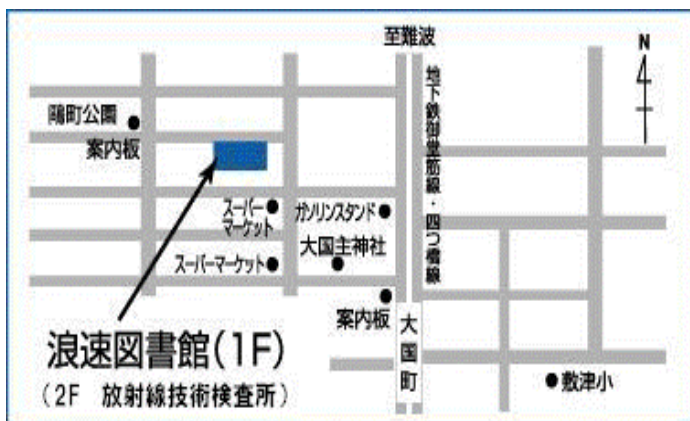 至難波
N
鴎町公園
案内板
地下鉄御堂筋線・四つ橋線
スーパー
マーケット
ガソリンスタンド
大国主神社
スーパーマーケット
案内板
大国町
浪速図書館(1F)
(2F 放射線技術検査所)
敷津小